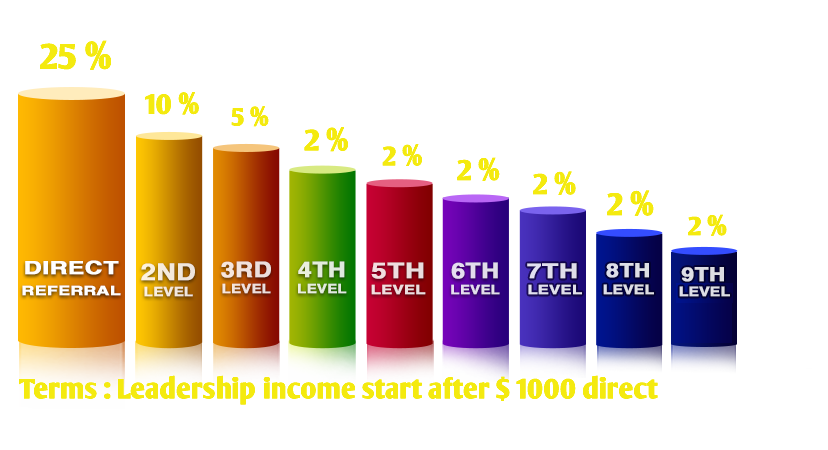 25 %
10 %
5 %
2 %
2 %
2 %
2 %
2 %
2 %
DIRECT
REFERRAL
2ND
LEVEL
3RD
LEVEL
4TH
LEVEL
5TH
LEVEL
6TH
LEVEL
7TH
LEVEL
8TH
LEVEL
9TH
LEVEL
Terms : Leadership income start after $ 1000 direct